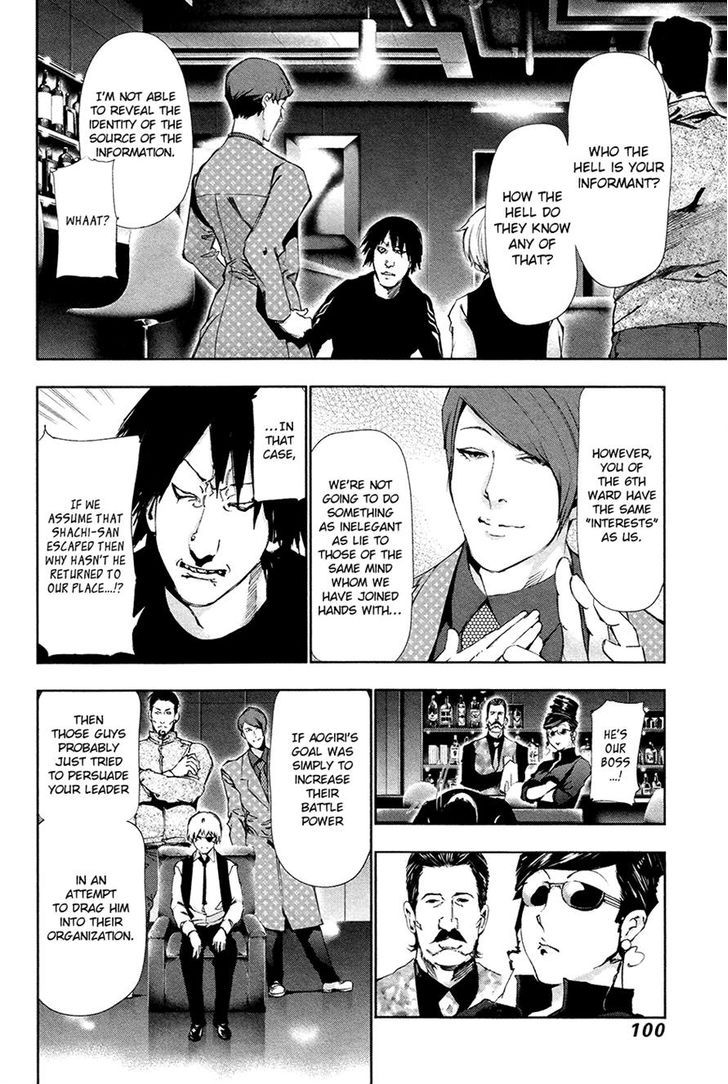 WHO THE
HELL IS YOUR
INFORMANT?
HOW THE
HELL DO
THEY KNOW
ANY OF
THAT?
I'M NOT ABLE
TO REVEAL THE
IDENTITY OF THE
SOURCE OF THE
INFORMATION.
WHAAT?
HOWEVER,
YOU OF
THE 6TH
WARD HAVE
THE SAME
"INTERESTS"
AS US.
WE'RE NOT
GOING TO DO
SOMETHING
AS INELEGANT
AS LIE TO
THOSE OF THE
SAME MIND
WHOM WE
HAVE JOINED
HANDS WITH...
...IN
THAT
CASE,
IF WE
ASSUME THAT
SHACHI-SAN
ESCAPED THEN
WHY HASN'T HE
RETURNED TO
OUR PLACE...!?
HE'S
OUR
BOSS
...!
IF AOGIRI'S
GOAL WAS
SIMPLY TO
INCREASE
THEIR
BATTLE
POWER
THEN
THOSE GUYS
PROBABLY
JUST TRIED
TO PERSUADE
YOUR LEADER
IN AN
ATTEMPT
TO DRAG HIM
INTO THEIR
ORGANIZATION.
100